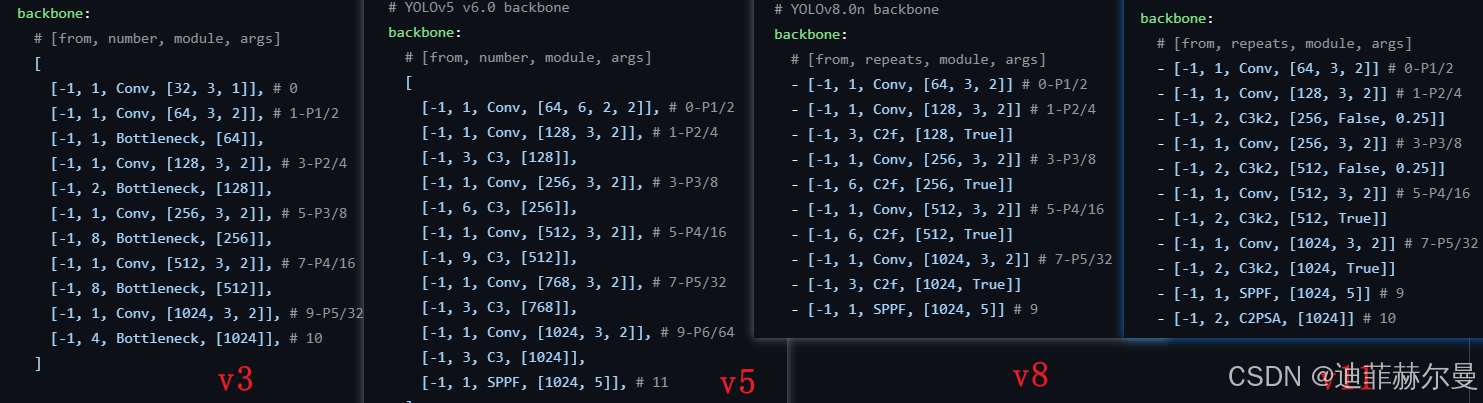 backbone:
# [from, number, module, args]
[
[-1, 1, Conv, [32, 3, 1]], # 0
[-1, 1, Conv, [64, 3, 2]], # 1-P1/2
[-1, 1, Bottleneck, [64]],
[-1, 1, Conv, [128, 3, 2]], # 3-P2/4
[-1, 2, Bottleneck, [128]],
[-1, 1, Conv, [256, 3, 2]], # 5-P3/8
[-1, 8, Bottleneck, [256]],
[-1, 1, Conv, [512, 3, 2]], # 7-P4/16
[-1, 8, Bottleneck, [512]],
[-1, 1, Conv, [1024, 3, 2]], # 9-P5/32
[-1, 4, Bottleneck, [1024]], # 10
]
v3
# YOLOv5 v6.0 backbone
backbone:
# [from, number, module, args]
[
[-1, 1, Conv, [64, 6, 2, 2]], # 0-P1/2
[-1, 1, Conv, [128, 3, 2]], # 1-P2/4
[-1, 3, C3, [128]],
[-1, 1, Conv, [256, 3, 2]], # 3-P3/8
[-1, 6, C3, [256]],
[-1, 1, Conv, [512, 3, 2]], # 5-P4/16
[-1, 9, C3, [512]],
[-1, 1, Conv, [768, 3, 2]], # 7-P5/32
[-1, 3, C3, [768]],
[-1, 1, Conv, [1024, 3, 2]], # 9-P6/64
[-1, 3, C3, [1024]],
[-1, 1, SPPF, [1024, 5]], # 11
v5
# YOLOv8.0n backbone
backbone:
# [from, repeats, module, args]
- [-1, 1, Conv, [64, 3, 2]] # 0-P1/2
- [-1, 1, Conv, [128, 3, 2]] # 1-P2/4
- [-1, 3, C2f, [128, True]]
- [-1, 1, Conv, [256, 3, 2]] # 3-P3/8
- [-1, 6, C2f, [256, True]]
- [-1, 1, Conv, [512, 3, 2]] # 5-P4/16
- [-1, 6, C2f, [512, True]]
- [-1, 1, Conv, [1024, 3, 2]] # 7-P5/32
- [-1, 3, C2f, [1024, True]]
- [-1, 1, SPPF, [1024, 5]] # 9
v8
backbone:
# [from, repeats, module, args]
- [-1, 1, Conv, [64, 3, 2]] # 0-P1/2
- [-1, 1, Conv, [128, 3, 2]] # 1-P2/4
- [-1, 2, C3k2, [256, False, 0.25]]
- [-1, 1, Conv, [256, 3, 2]] # 3-P3/8
- [-1, 2, C3k2, [512, False, 0.25]]
- [-1, 1, Conv, [512, 3, 2]] # 5-P4/16
- [-1, 2, C3k2, [512, True]]
- [-1, 1, Conv, [1024, 3, 2]] # 7-P5/32
- [-1, 2, C3k2, [1024, True]]
- [-1, 1, SPPF, [1024, 5]] # 9
- [-1, 2, C2PSA, [1024]] # 10
v11
CSDN @迪菲赫尔曼